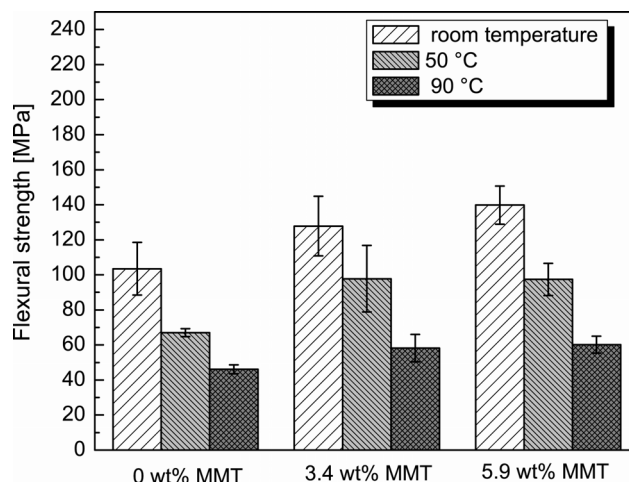 240
220
200
180
160
140
120
100
80
60
40
20
0
Flexural strength [MPa]
room temperature
50 °C
90 °C
0 wt% MMT
3.4 wt% MMT
5.9 wt% MMT